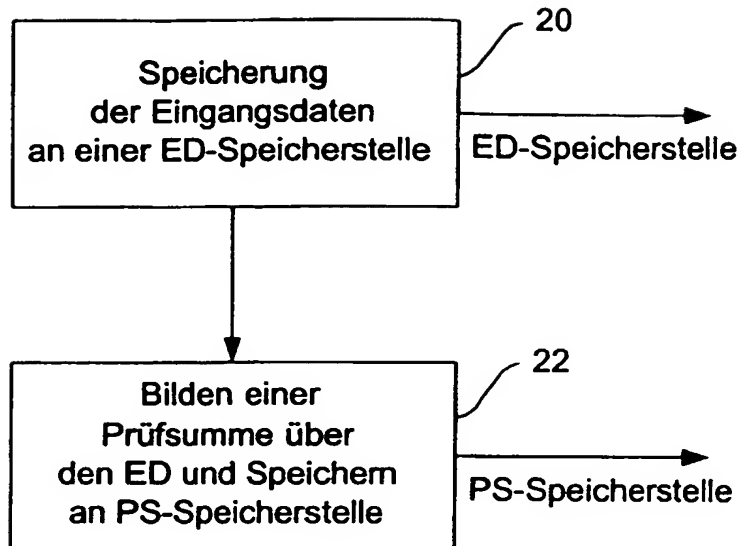 20
Speicherung
der Eingangsdaten
an einer ED-Speicherstelle
ED-Speicherstelle
22
Bilden einer
Prüfsumme über
den ED und Speichern
an PS-Speicherstelle
PS-Speicherstelle